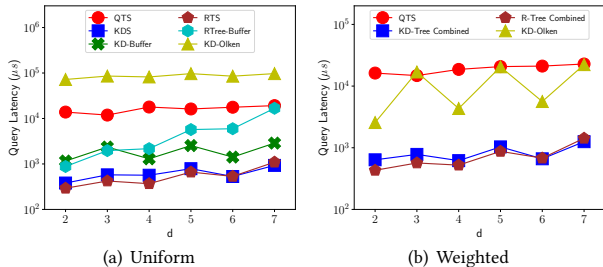 QTS
KDS
KD-Buffer
RTS
RTree-Buffer
KD-Olken
Query Latency (μs)
10⁶
10⁵
10⁴
10³
10²
2 3 4 5 6 7
d
(a) Uniform
QTS
KD-Tree Combined
R-Tree Combined
KD-Olken
Query Latency (μs)
10⁵
10⁴
10³
10²
2 3 4 5 6 7
d
(b) Weighted